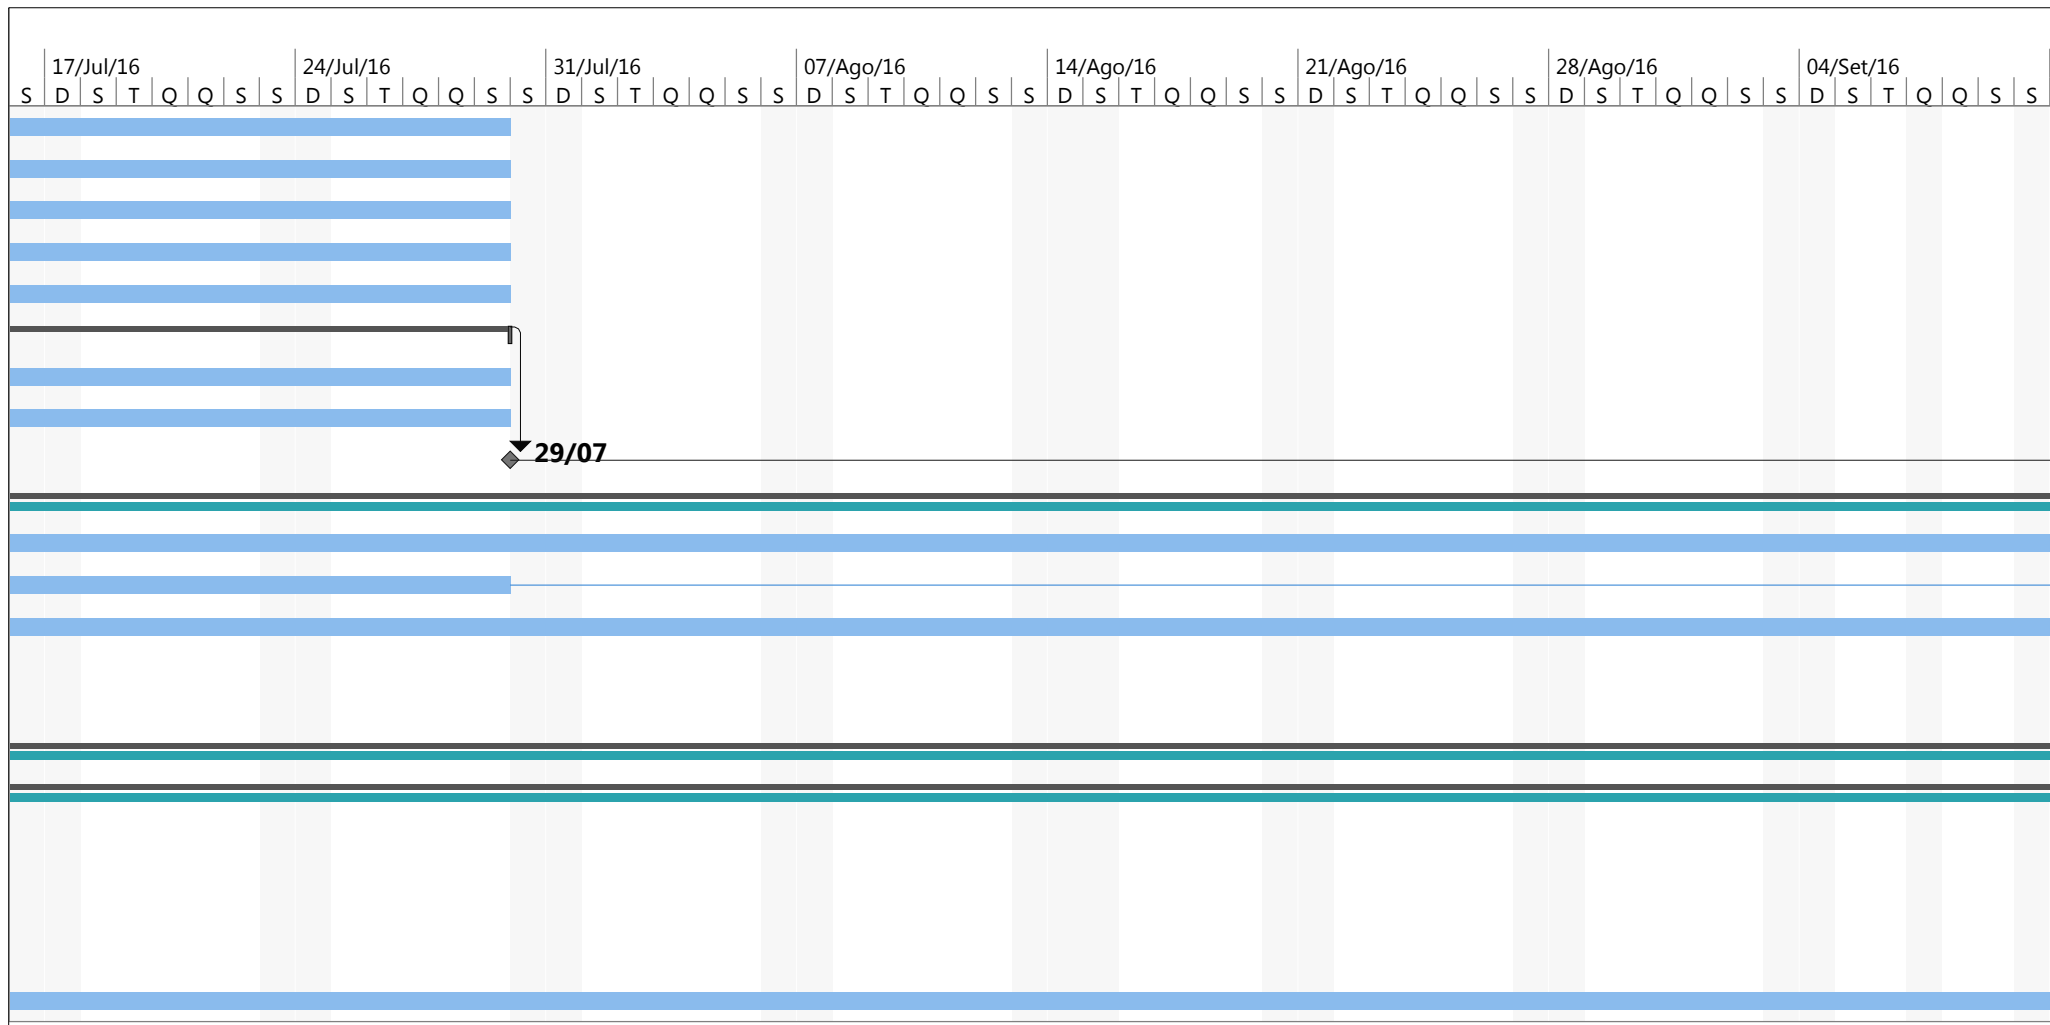 17/Jul/16 24/Jul/16 31/Jul/16 07/Ago/16 14/Ago/16 21/Ago/16 28/Ago/16 04/Set/16
S D S T Q Q S S D S T Q Q S S D S T Q Q S S D S T Q Q S S D S T Q Q S S D S T Q Q S S D S T Q Q S S D S T Q Q S S
29/07